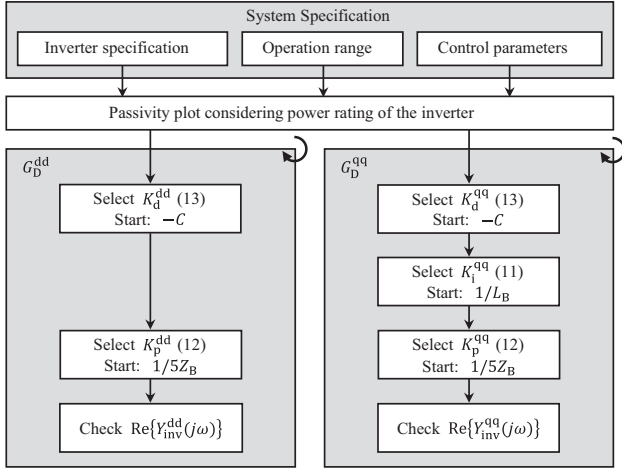 System Specification
Inverter specification
Operation range
Control parameters
Passivity plot considering power rating of the inverter
G_D^dd
Select K_d^dd (13)
Start: −C
Select K_p^dd (12)
Start: 1/5Z_B
Check Re{Y_inv^dd(jω)}
G_D^qq
Select K_d^qq (13)
Start: −C
Select K_i^qq (11)
Start: 1/L_B
Select K_p^qq (12)
Start: 1/5Z_B
Check Re{Y_inv^qq(jω)}